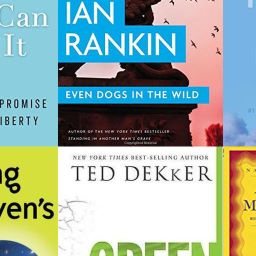 Can
It
PROMISE
LIBERTY
IAN
RANKIN
EVEN DOGS IN THE WILD
AUTHOR OF THE NEW YORK TIMES BESTSELLER
STANDING IN ANOTHER MAN'S GRAVE
ng
ven's
NEW YORK TIMES BEST-SELLING AUTHOR
TED DEKKER
GREEN